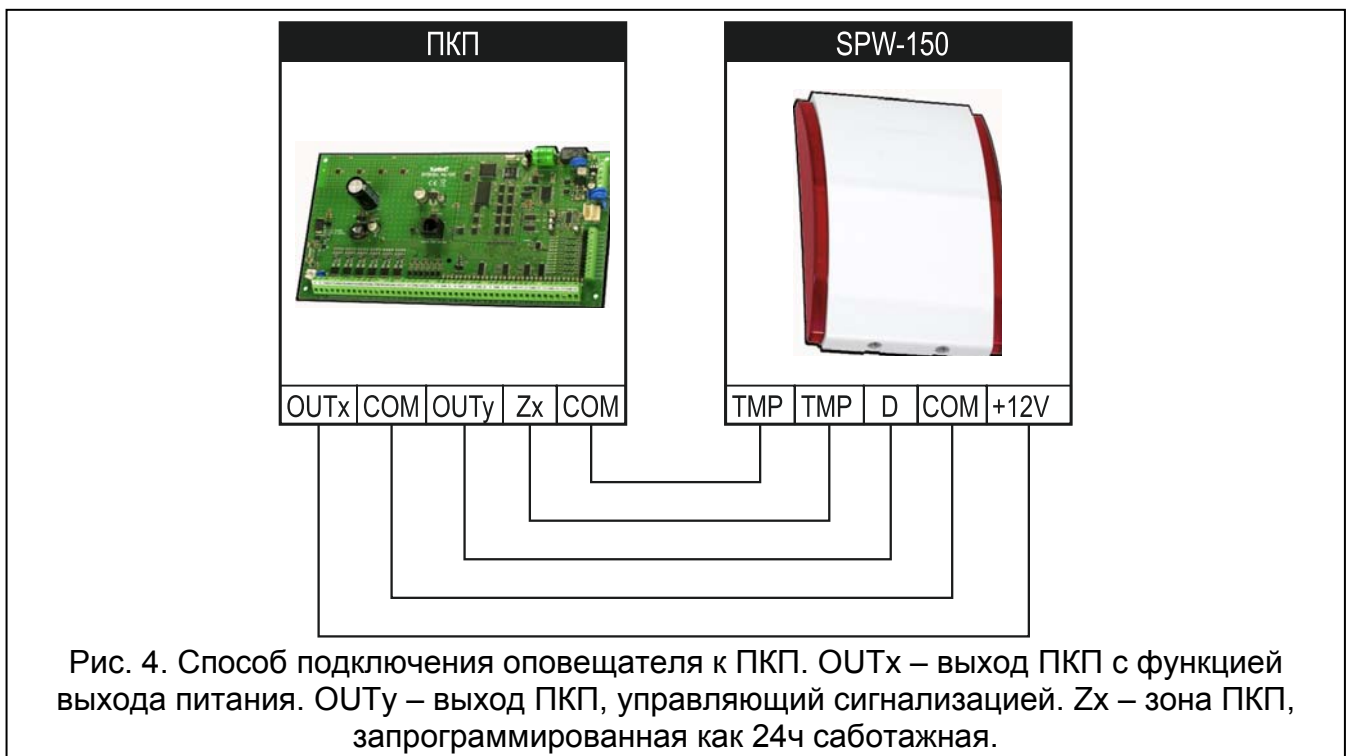 ПКП
SPW-150
OUTx COM OUTy Zx COM
TMP TMP D COM +12V
Рис. 4. Способ подключения оповещателя к ПКП. OUTx – выход ПКП с функцией
выхода питания. OUTy – выход ПКП, управляющий сигнализацией. Zx – зона ПКП,
запрограммированная как 24ч саботажная.